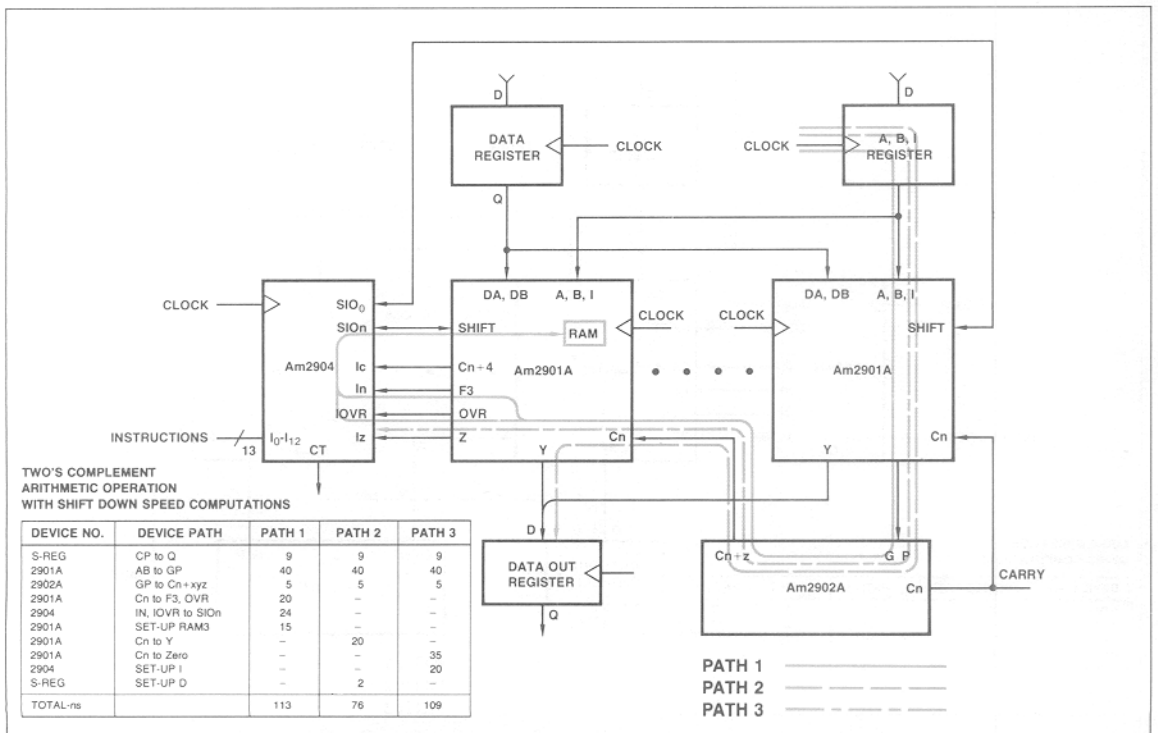 D
D
DATA
REGISTER
CLOCK
CLOCK
A, B, I
REGISTER
Q
CLOCK
SIO₀
SIOn
Am2904
Ic
In
IOVR
Iz
I₀-I₁₂
CT
INSTRUCTIONS
13
DA, DB
A, B, I
SHIFT
RAM
CLOCK
Cn+4
Am2901A
F3
OVR
Z
Cn
Y
CLOCK
DA, DB
A, B, I
SHIFT
Am2901A
Cn
Y
D
DATA OUT
REGISTER
Q
Cn+z
G P
Am2902A
Cn
CARRY
TWO'S COMPLEMENT
ARITHMETIC OPERATION
WITH SHIFT DOWN SPEED COMPUTATIONS
DEVICE NO. DEVICE PATH PATH 1 PATH 2 PATH 3
S-REG CP to Q 9 9 9
2901A AB to GP 40 40 40
2902A GP to Cn+xyz 5 5 5
2901A Cn to F3, OVR 20 – –
2904 IN, IOVR to SIOn 24 – –
2901A SET-UP RAM3 15 – –
2901A Cn to Y – 20 –
2901A Cn to Zero – – 35
2904 SET-UP I – – 20
S-REG SET-UP D – 2 –
TOTAL-ns 113 76 109
PATH 1
PATH 2
PATH 3